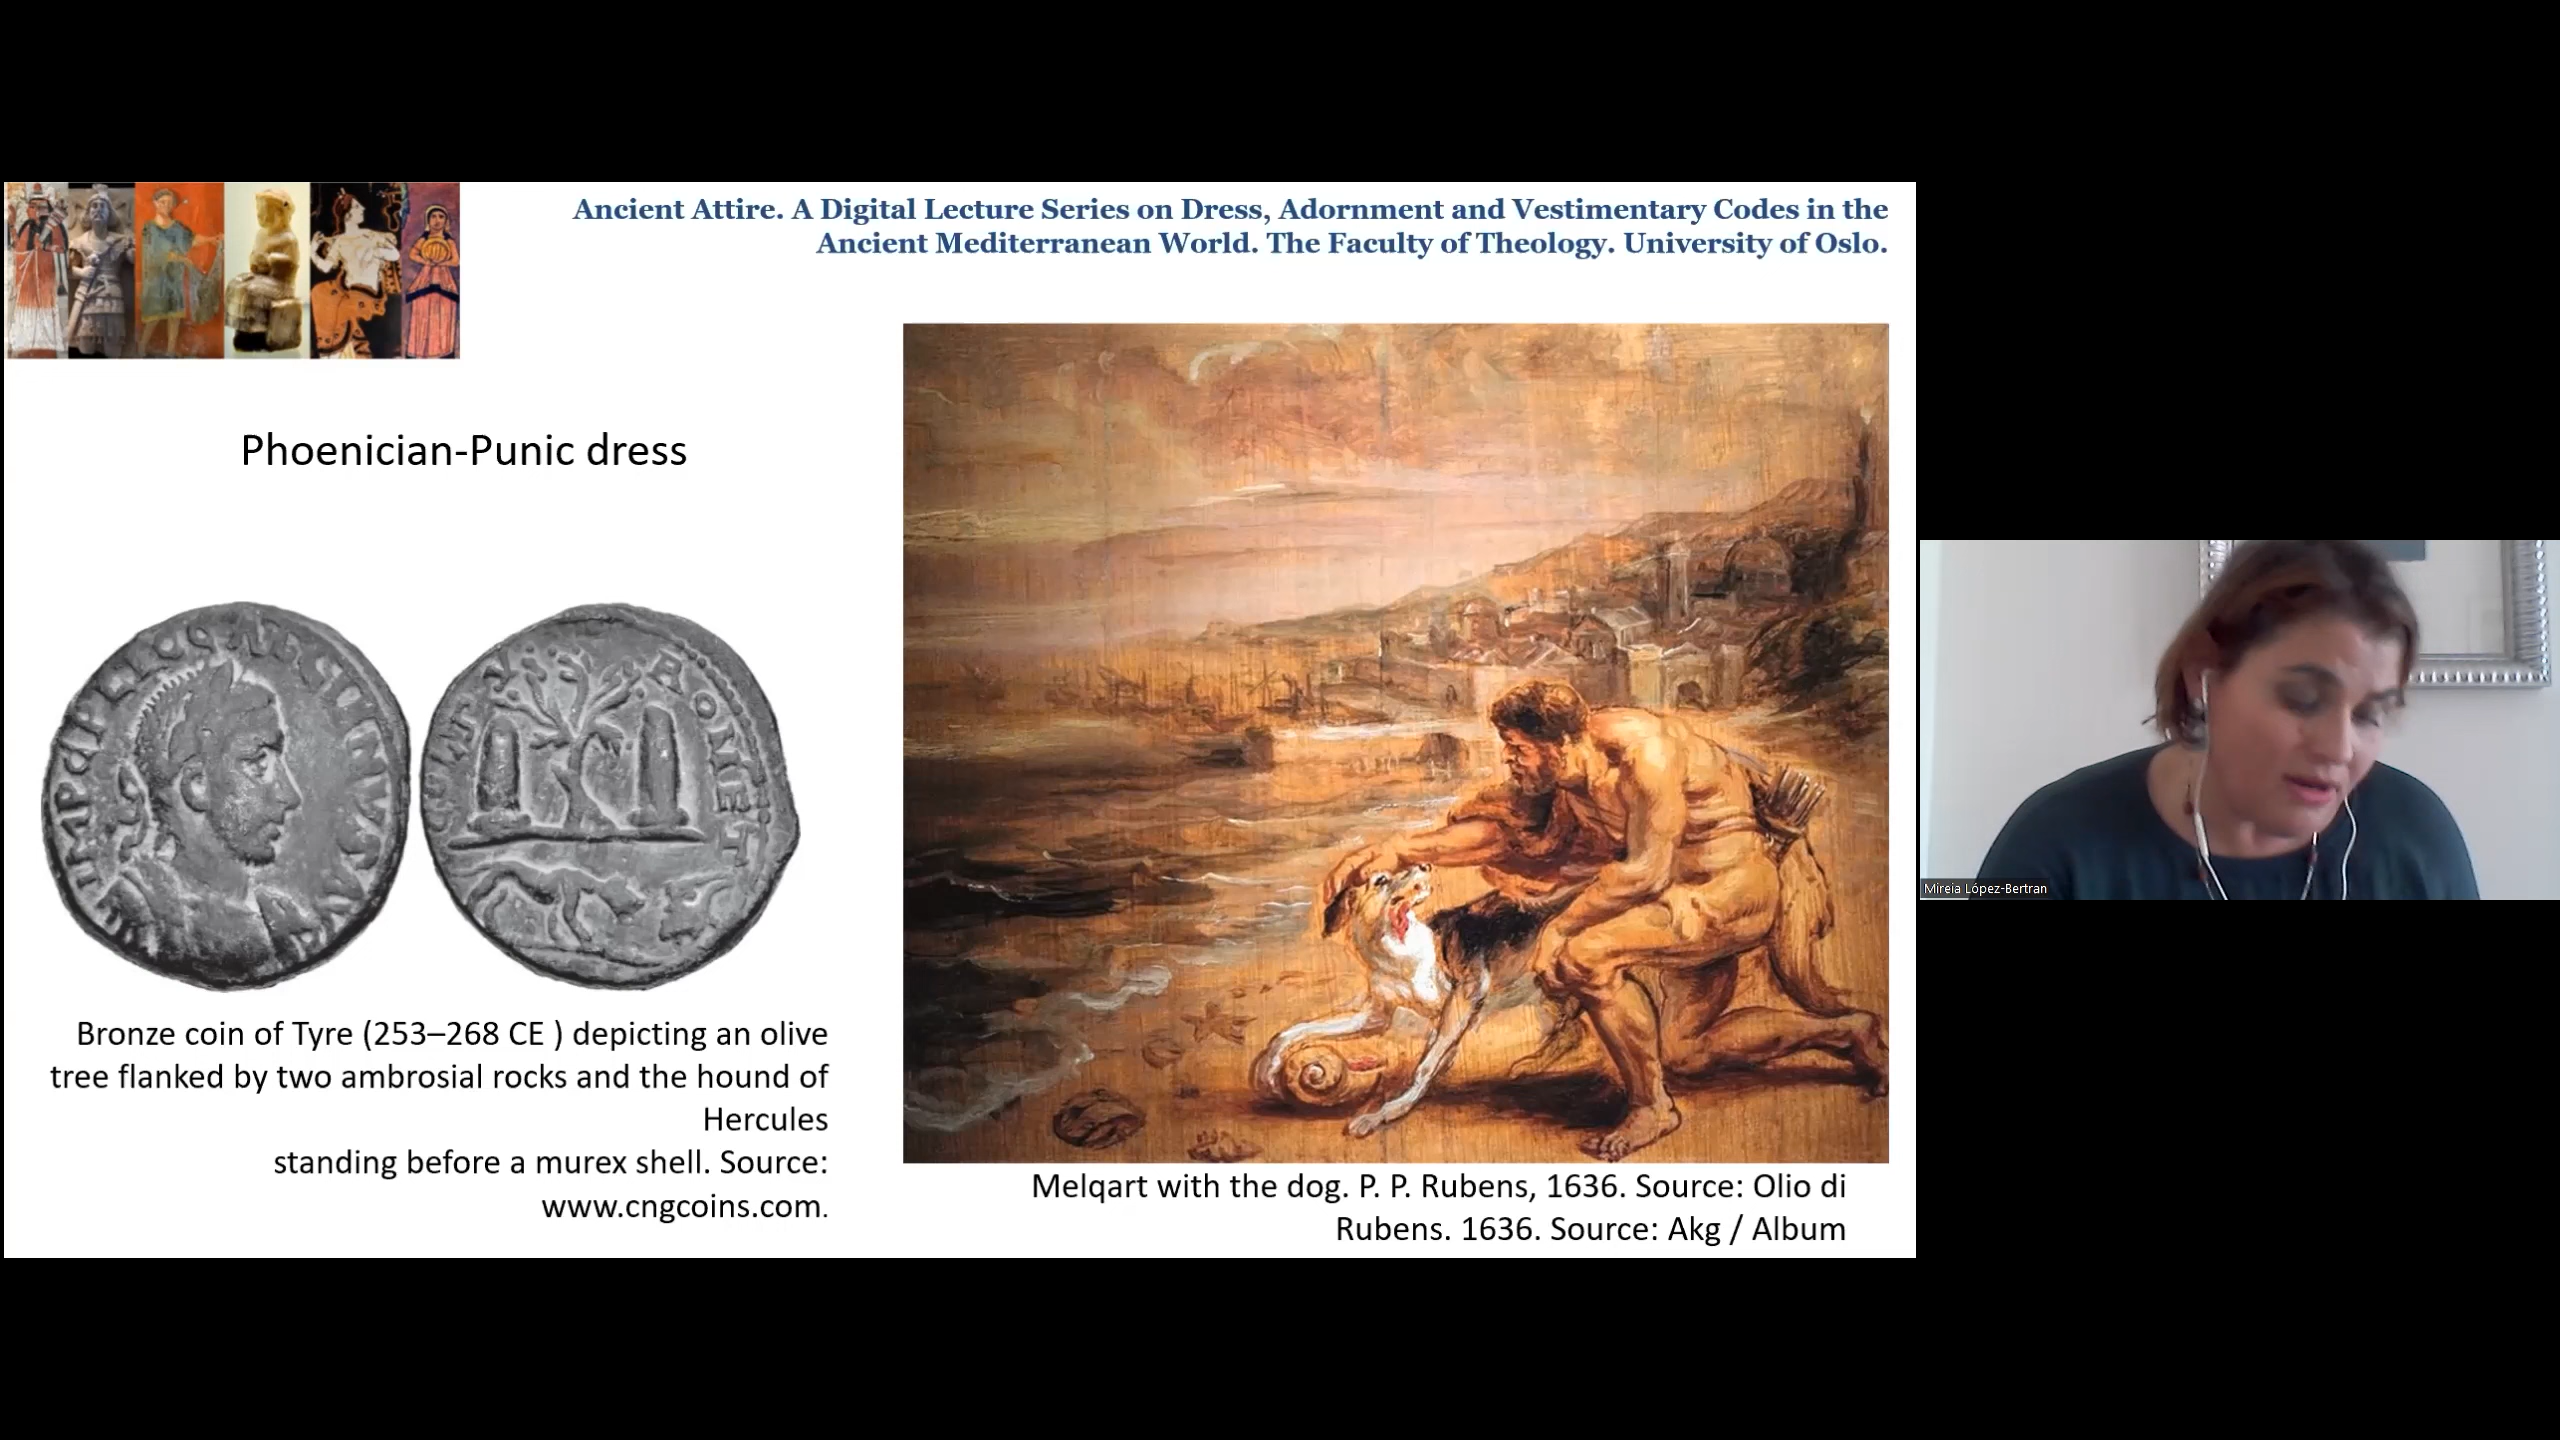 Ancient Attire. A Digital Lecture Series on Dress, Adornment and Vestimentary Codes in the
Ancient Mediterranean World. The Faculty of Theology. University of Oslo.
Phoenician-Punic dress
Bronze coin of Tyre (253–268 CE ) depicting an olive
tree flanked by two ambrosial rocks and the hound of
Hercules
standing before a murex shell. Source:
www.cngcoins.com.
Melqart with the dog. P. P. Rubens, 1636. Source: Olio di
Rubens. 1636. Source: Akg / Album
Mireia López-Bertran